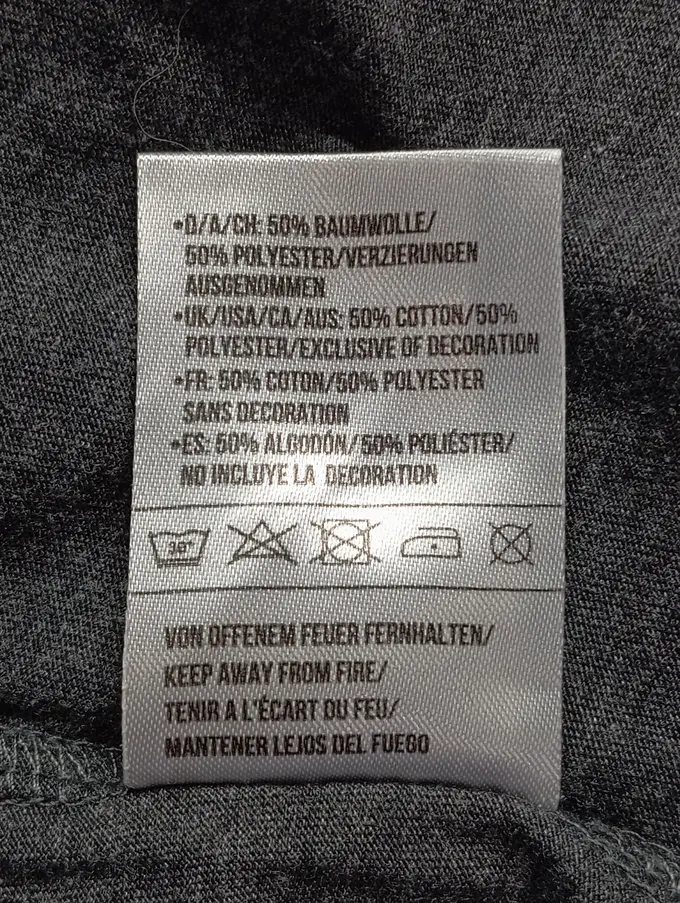 •D/A/CH: 50% BAUMWOLLE/
50% POLYESTER/VERZIERUNGEN
AUSGENOMMEN
•UK/USA/CA/AUS: 50% COTTON/50%
POLYESTER/EXCLUSIVE OF DECORATION
•FR: 50% COTON/50% POLYESTER
SANS DECORATION
•ES: 50% ALGODÓN/ 50% POLIÉSTER/
NO INCLUYE LA DECORATION
30°
VON OFFENEM FEUER FERNHALTEN/
KEEP AWAY FROM FIRE/
TENIR A L'ÉCART DU FEU/
MANTENER LEJOS DEL FUEGO